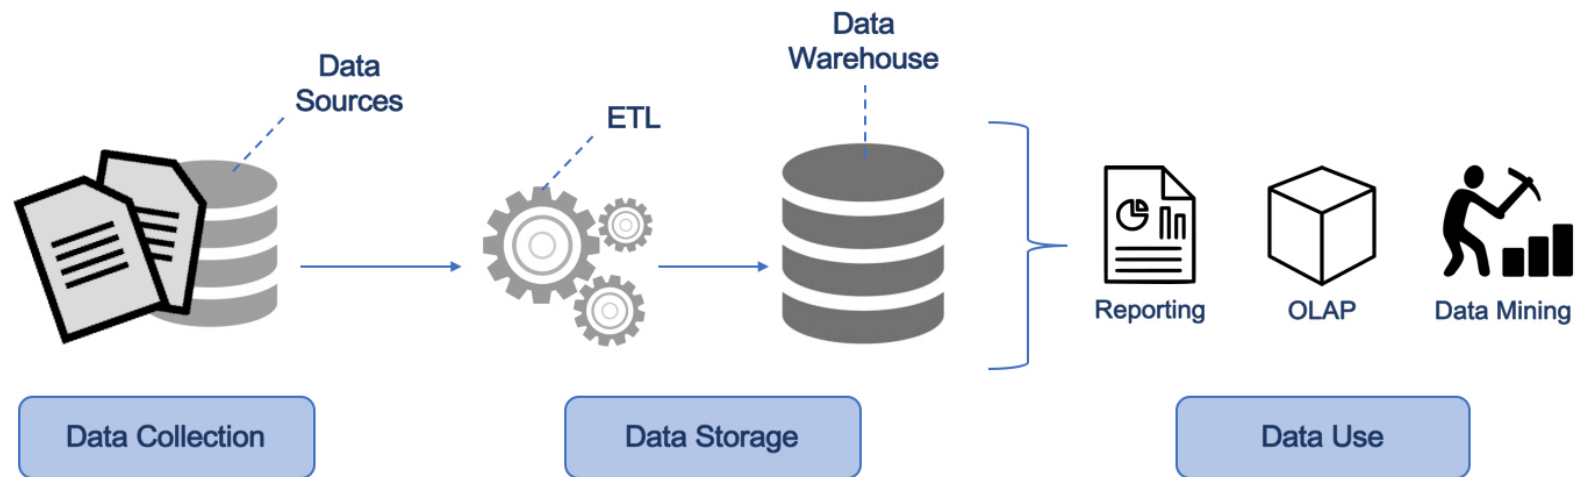 Data
Sources
ETL
Data
Warehouse
Reporting
OLAP
Data Mining
Data Collection
Data Storage
Data Use